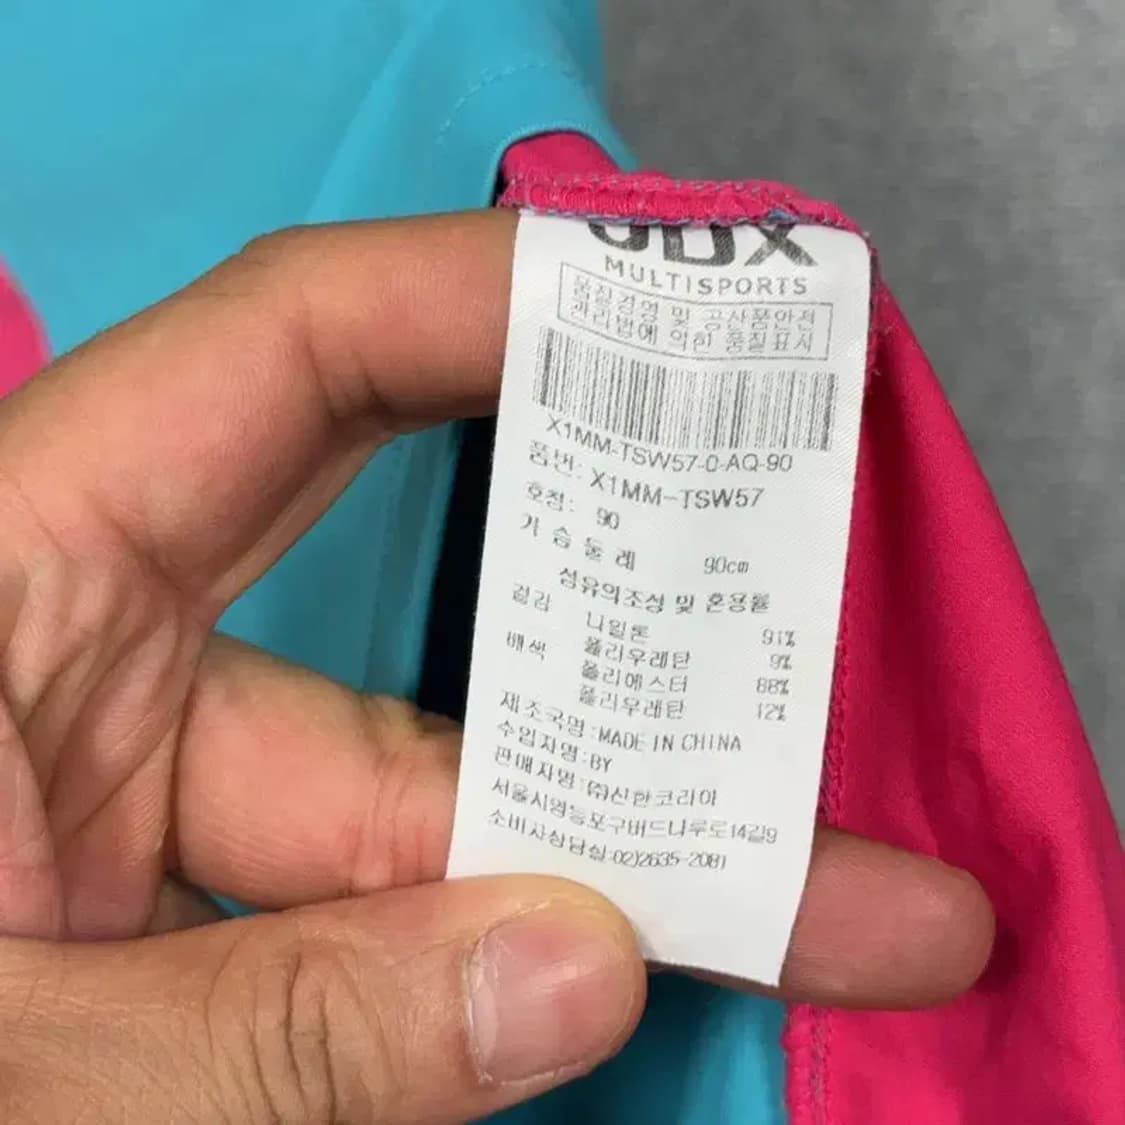 JDX
MULTISPORTS
품질경영 및 공산품안전
관리법에 의한 품질표시
X1MM-TSW57-0-AQ-90
품번: X1MM-TSW57
호칭: 90
가 슴 둘 레 90cm
섬유의조성 및 혼용률
겉감 나일론 91%
폴리우레탄 9%
배색 폴리에스터 88%
폴리우레탄 12%
제조국명:MADE IN CHINA
수입자명:BY
판매자명:㈜신한코리아
서울시영등포구버드나루로14길9
소비자상담실:02)2635-2081